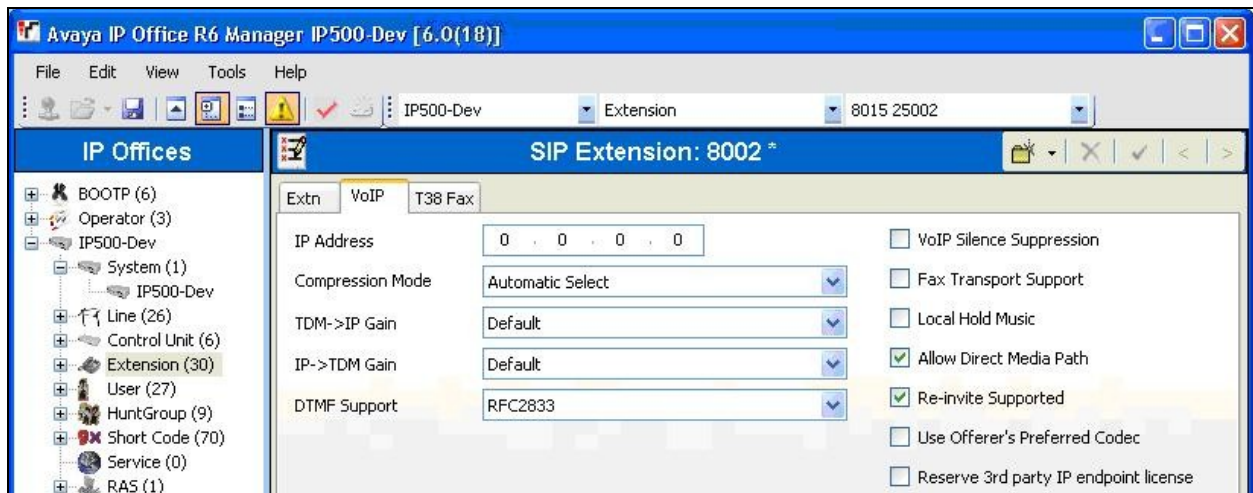 Avaya IP Office R6 Manager IP500-Dev [6.0(18)]
File Edit View Tools Help
IP500-Dev Extension 8015 25002
IP Offices
BOOTP (6)
Operator (3)
IP500-Dev
System (1)
IP500-Dev
Line (26)
Control Unit (6)
Extension (30)
User (27)
HuntGroup (9)
Short Code (70)
Service (0)
RAS (1)
SIP Extension: 8002 *
Extn VoIP T38 Fax
IP Address 0 . 0 . 0 . 0
Compression Mode Automatic Select
TDM->IP Gain Default
IP->TDM Gain Default
DTMF Support RFC2833
VoIP Silence Suppression
Fax Transport Support
Local Hold Music
Allow Direct Media Path
Re-invite Supported
Use Offerer's Preferred Codec
Reserve 3rd party IP endpoint license